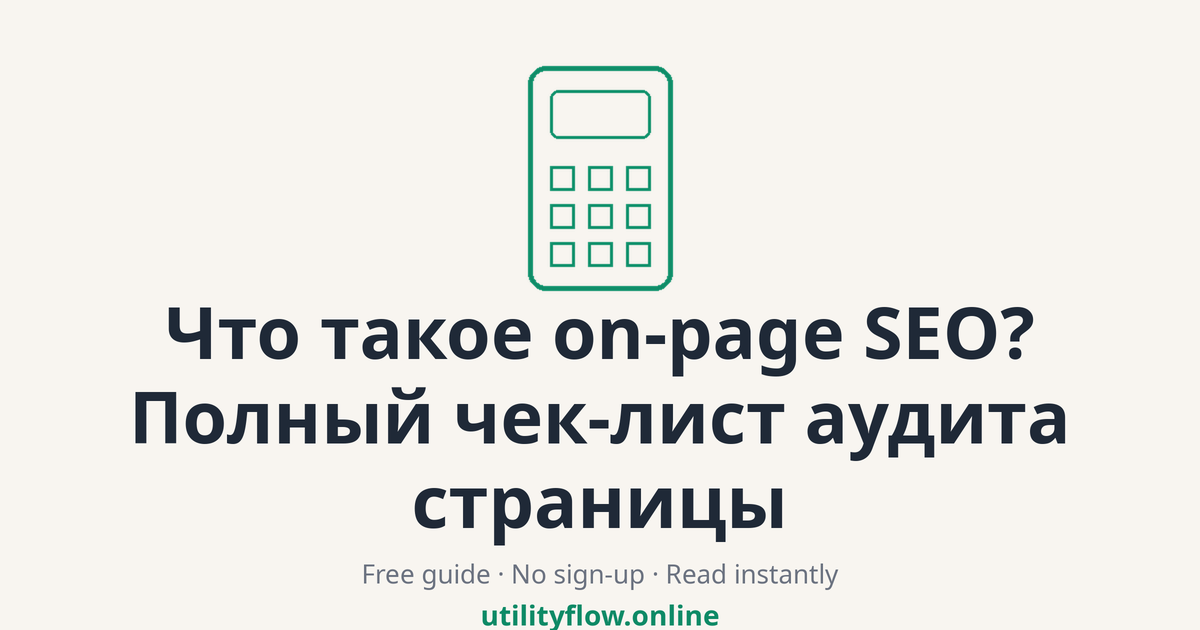 Что такое on-page SEO?
Полный чек-лист аудита
страницы
Free guide · No sign-up · Read instantly
utilityflow.online